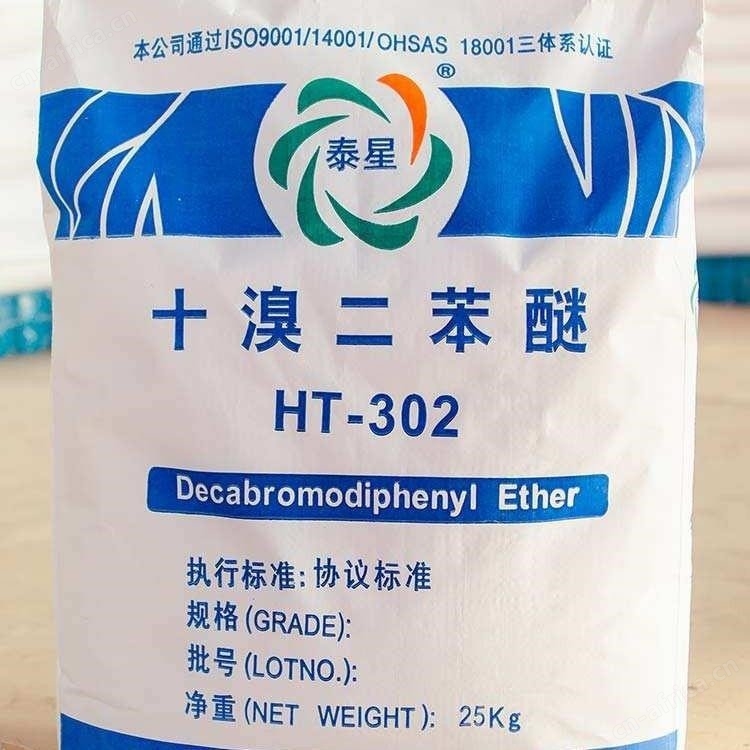 本公司通过ISO9001/14001/OHSAS 18001三体系认证
®
泰星
十溴二苯醚
HT-302
Decabromodiphenyl Ether
执行标准:协议标准
规格(GRADE):
批号(LOTNO.):
净重(NET WEIGHT): 25Kg